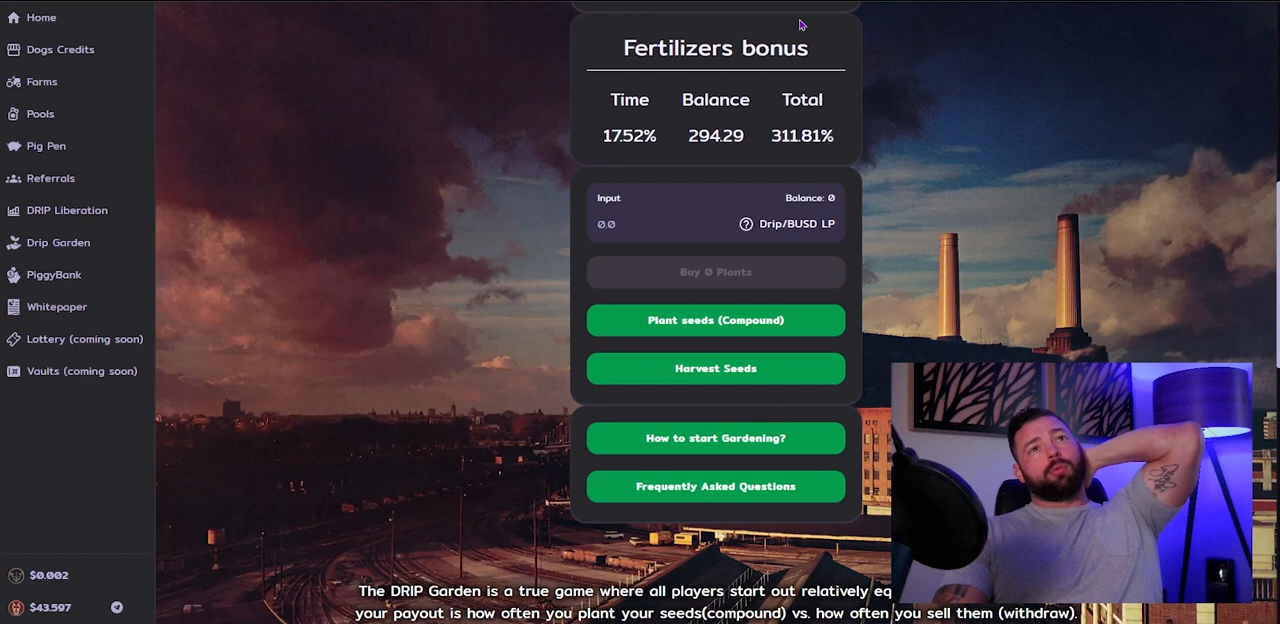 Home
Dogs Credits
Farms
Pools
Pig Pen
Referrals
DRIP Liberation
Drip Garden
PiggyBank
Whitepaper
Lottery (coming soon)
Vaults (coming soon)
$0.002
$43.597
Fertilizers bonus
Time Balance Total
17.52% 294.29 311.81%
Input Balance: 0
0.0 Drip/BUSD LP
Buy 0 Plants
Plant seeds (Compound)
Harvest Seeds
How to start Gardening?
Frequently Asked Questions
The DRIP Garden is a true game where all players start out relatively eq
your payout is how often you plant your seeds(compound) vs. how often you sell them (withdraw).